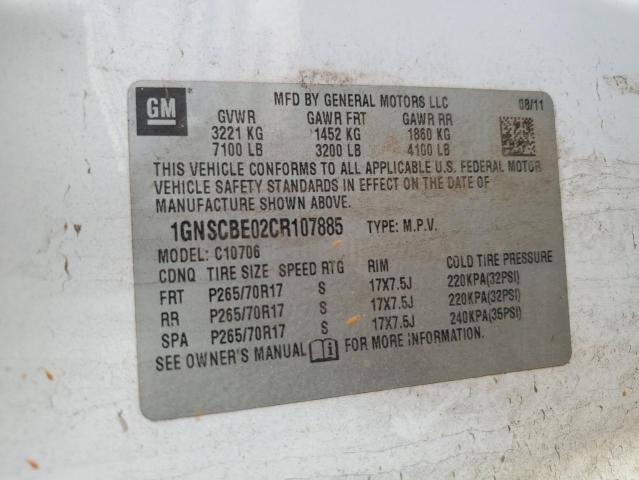 GM
MFD BY GENERAL MOTORS LLC 08/11
GVWR GAWR FRT GAWR RR
3221 KG 1452 KG 1860 KG
7100 LB 3200 LB 4100 LB
THIS VEHICLE CONFORMS TO ALL APPLICABLE U.S. FEDERAL MOTOR
VEHICLE SAFETY STANDARDS IN EFFECT ON THE DATE OF
MANUFACTURE SHOWN ABOVE.
1GNSCBE02CR107885 TYPE: M.P.V.
MODEL: C10706
CDNQ TIRE SIZE SPEED RTG RIM COLD TIRE PRESSURE
FRT P265/70R17 S 17X7.5J 220KPA(32PSI)
RR P265/70R17 S 17X7.5J 220KPA(32PSI)
SPA P265/70R17 S 17X7.5J 240KPA(35PSI)
SEE OWNER'S MANUAL i FOR MORE INFORMATION.